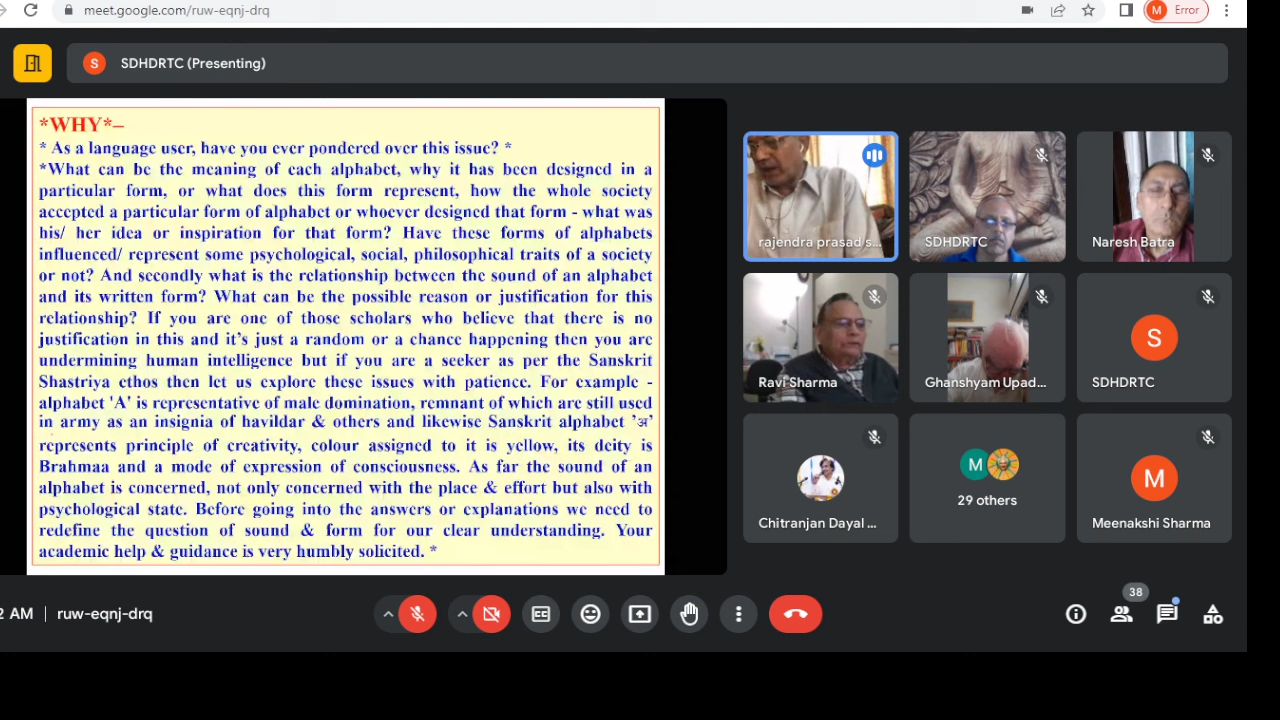 meet.google.com/ruw-eqnj-drq
M Error
S SDHDRTC (Presenting)
*WHY*–
* As a language user, have you ever pondered over this issue? *
*What can be the meaning of each alphabet, why it has been designed in a
particular form, or what does this form represent, how the whole society
accepted a particular form of alphabet or whoever designed that form - what was
his/ her idea or inspiration for that form? Have these forms of alphabets
influenced/ represent some psychological, social, philosophical traits of a society
or not? And secondly what is the relationship between the sound of an alphabet
and its written form? What can be the possible reason or justification for this
relationship? If you are one of those scholars who believe that there is no
justification in this and it's just a random or a chance happening then you are
undermining human intelligence but if you are a seeker as per the Sanskrit
Shastriya ethos then let us explore these issues with patience. For example -
alphabet 'A' is representative of male domination, remnant of which are still used
in army as an insignia of havildar & others and likewise Sanskrit alphabet 'अ'
represents principle of creativity, colour assigned to it is yellow, its deity is
Brahmaa and a mode of expression of consciousness. As far the sound of an
alphabet is concerned, not only concerned with the place & effort but also with
psychological state. Before going into the answers or explanations we need to
redefine the question of sound & form for our clear understanding. Your
academic help & guidance is very humbly solicited. *
rajendra prasad s...
SDHDRTC
Naresh Batra
Ravi Sharma
Ghanshyam Upad...
S
SDHDRTC
Chitranjan Dayal ...
M
29 others
M
Meenakshi Sharma
2 AM | ruw-eqnj-drq
38